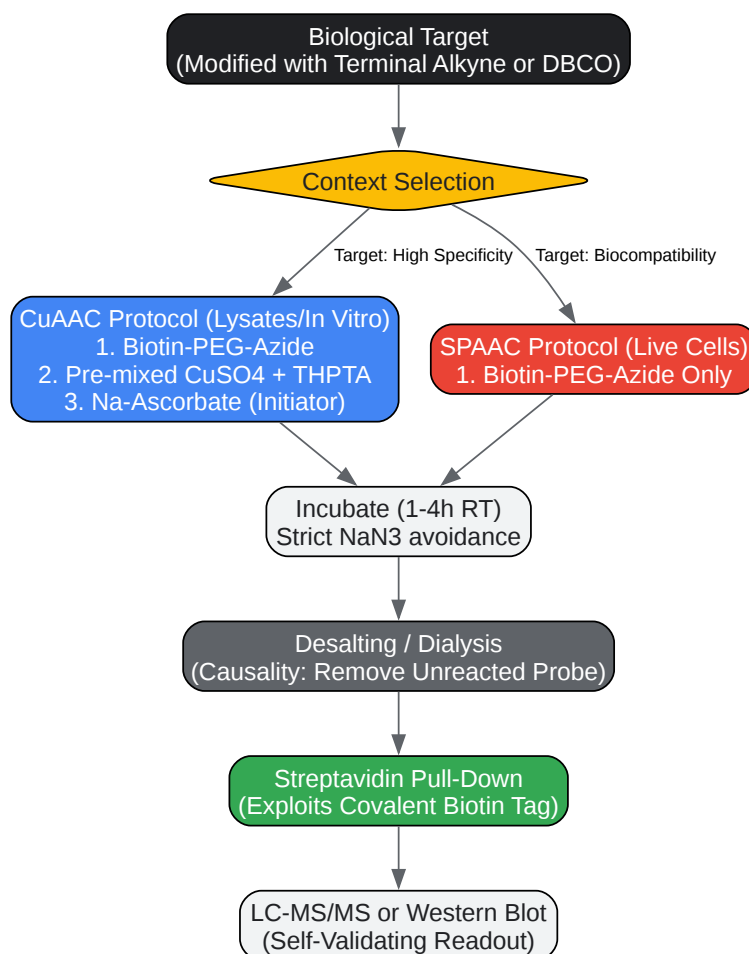 Biological Target
(Modified with Terminal Alkyne or DBCO)
Context Selection
Target: High Specificity
Target: Biocompatibility
CuAAC Protocol (Lysates/In Vitro)
1. Biotin-PEG-Azide
2. Pre-mixed CuSO4 + THPTA
3. Na-Ascorbate (Initiator)
SPAAC Protocol (Live Cells)
1. Biotin-PEG-Azide Only
Incubate (1-4h RT)
Strict NaN3 avoidance
Desalting / Dialysis
(Causality: Remove Unreacted Probe)
Streptavidin Pull-Down
(Exploits Covalent Biotin Tag)
LC-MS/MS or Western Blot
(Self-Validating Readout)